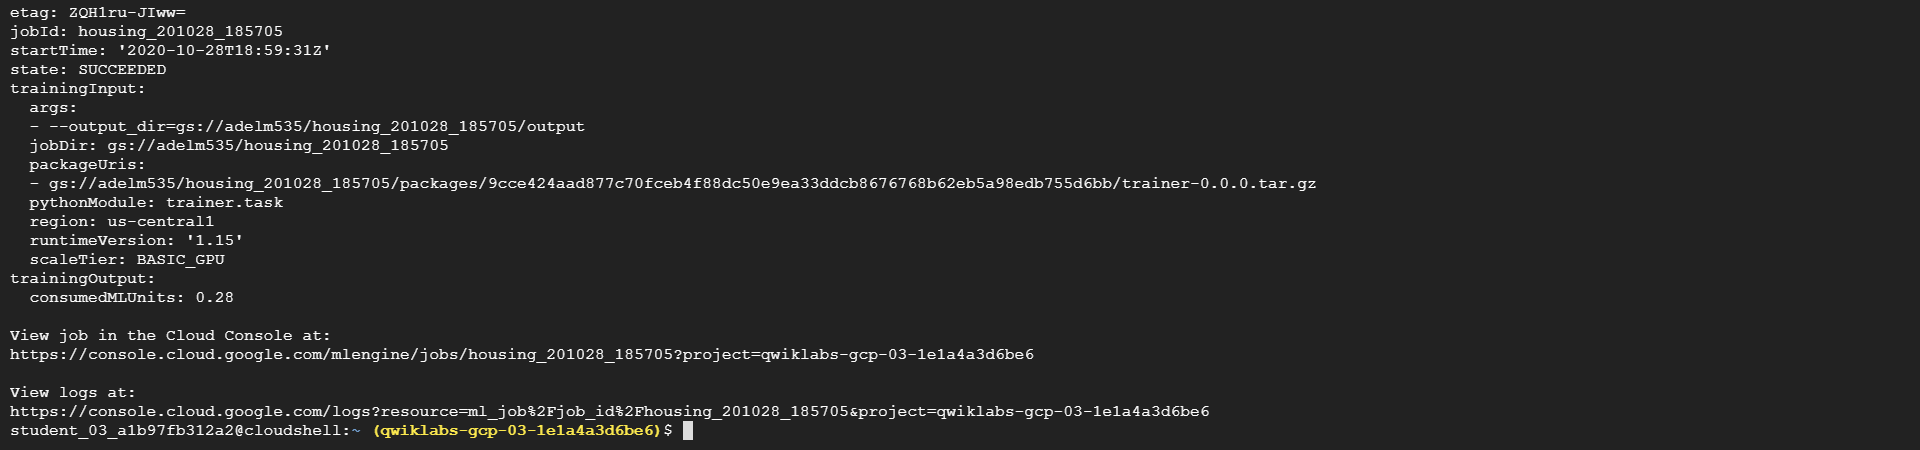 etag: ZQH1ru-JIww=
jobId: housing_201028_185705
startTime: '2020-10-28T18:59:31Z'
state: SUCCEEDED
trainingInput:
  args:
  - --output_dir=gs://adelm535/housing_201028_185705/output
  jobDir: gs://adelm535/housing_201028_185705
  packageUris:
  - gs://adelm535/housing_201028_185705/packages/9cce424aad877c70fceb4f88dc50e9ea33ddcb8676768b62eb5a98edb755d6bb/trainer-0.0.0.tar.gz
  pythonModule: trainer.task
  region: us-central1
  runtimeVersion: '1.15'
  scaleTier: BASIC_GPU
trainingOutput:
  consumedMLUnits: 0.28
View job in the Cloud Console at:
https://console.cloud.google.com/mlengine/jobs/housing_201028_185705?project=qwiklabs-gcp-03-1e1a4a3d6be6
View logs at:
https://console.cloud.google.com/logs?resource=ml_job%2Fjob_id%2Fhousing_201028_185705&project=qwiklabs-gcp-03-1e1a4a3d6be6
student_03_a1b97fb312a2@cloudshell:~ (qwiklabs-gcp-03-1e1a4a3d6be6)$